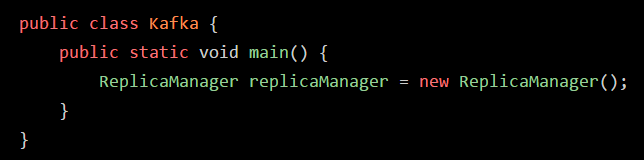 public class Kafka {
    public static void main() {
        ReplicaManager replicaManager = new ReplicaManager();
    }
}